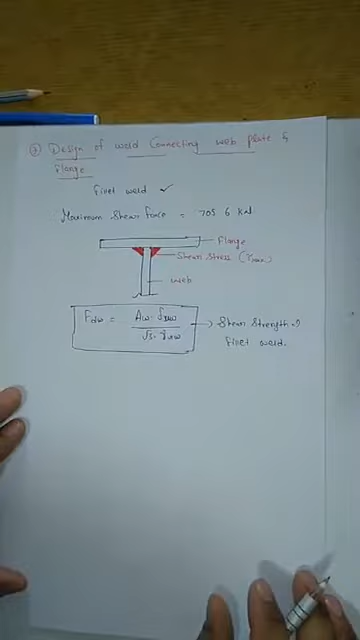 7) Design of weld Connecting web plate &
Flange
Fillet weld ✓
Maximum Shear force = 705.6 kN
Flange
Shear Stress (τmax)
web
Fdw = Aw · fuw / √3 · γmw → Shear Strength of
fillet weld.